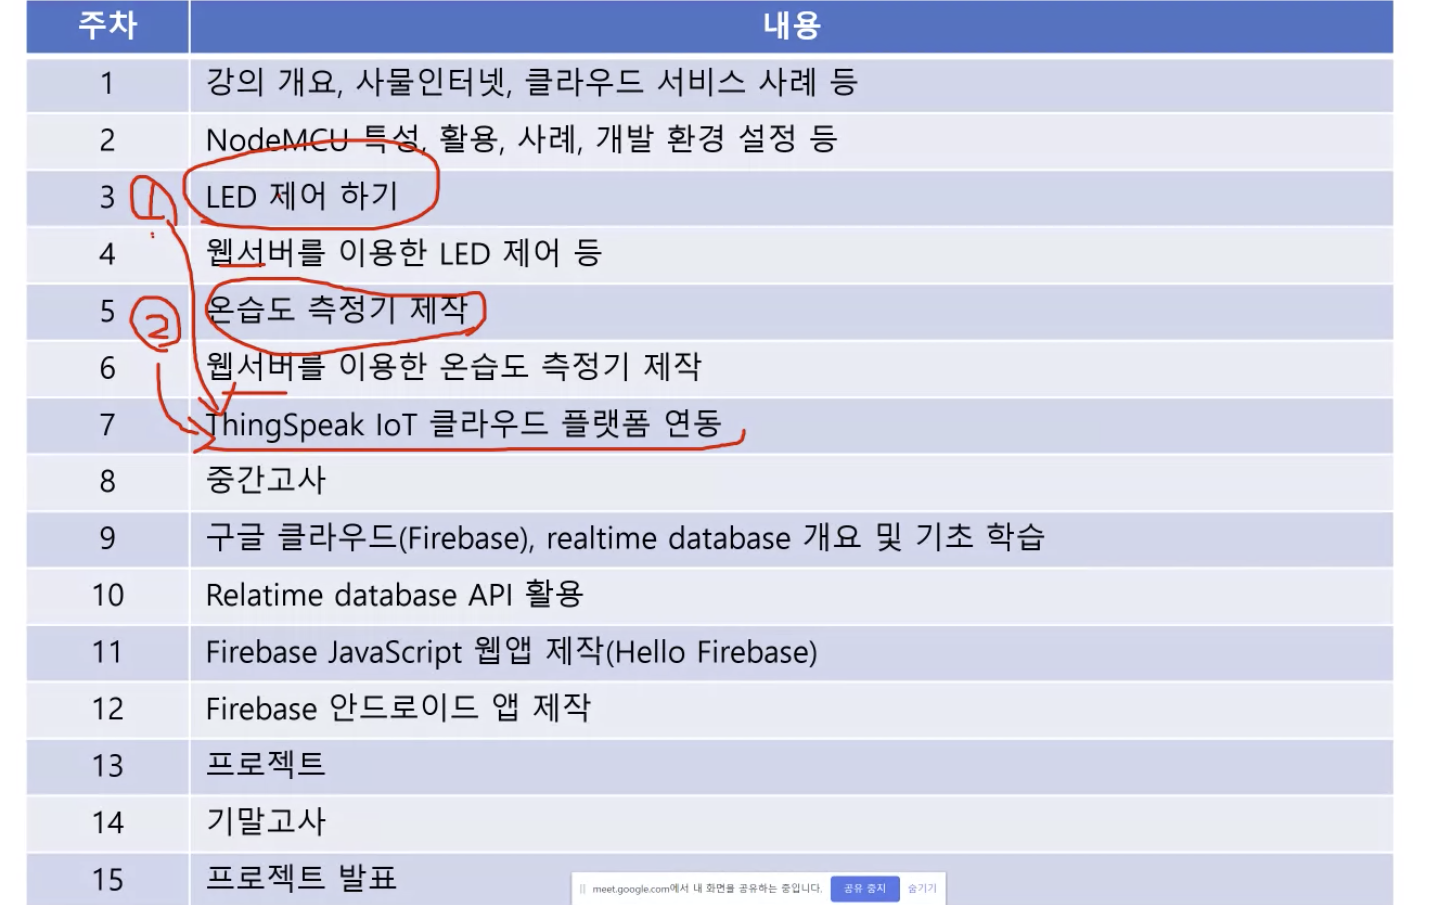 주차 내용
1 강의 개요, 사물인터넷, 클라우드 서비스 사례 등
2 NodeMCU 특성, 활용, 사례, 개발 환경 설정 등
3 1 LED 제어 하기
4 웹서버를 이용한 LED 제어 등
5 2 온습도 측정기 제작
6 웹서버를 이용한 온습도 측정기 제작
7 ThingSpeak IoT 클라우드 플랫폼 연동
8 중간고사
9 구글 클라우드(Firebase), realtime database 개요 및 기초 학습
10 Relatime database API 활용
11 Firebase JavaScript 웹앱 제작(Hello Firebase)
12 Firebase 안드로이드 앱 제작
13 프로젝트
14 기말고사
15 프로젝트 발표
meet.google.com에서 내 화면을 공유하는 중입니다. 공유 중지 숨기기